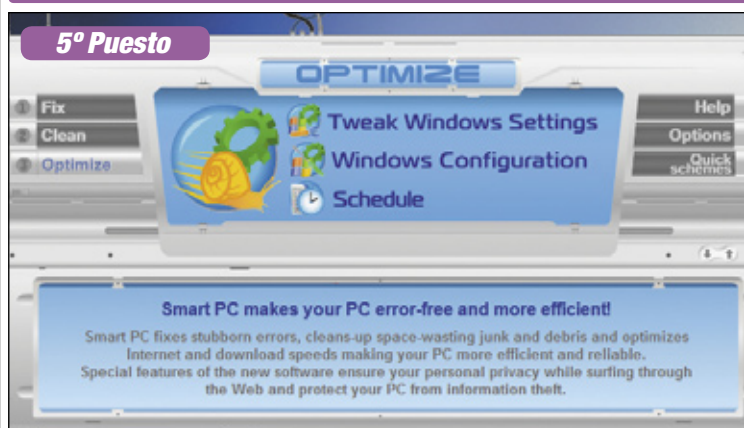 5º Puesto
OPTIMIZE
1 Fix
2 Clean
3 Optimize
Tweak Windows Settings
Windows Configuration
Schedule
Help
Options
Quick
schemes
Smart PC makes your PC error-free and more efficient!
Smart PC fixes stubborn errors, cleans-up space-wasting junk and debris and optimizes
Internet and download speeds making your PC more efficient and reliable.
Special features of the new software ensure your personal privacy while surfing through
the Web and protect your PC from information theft.